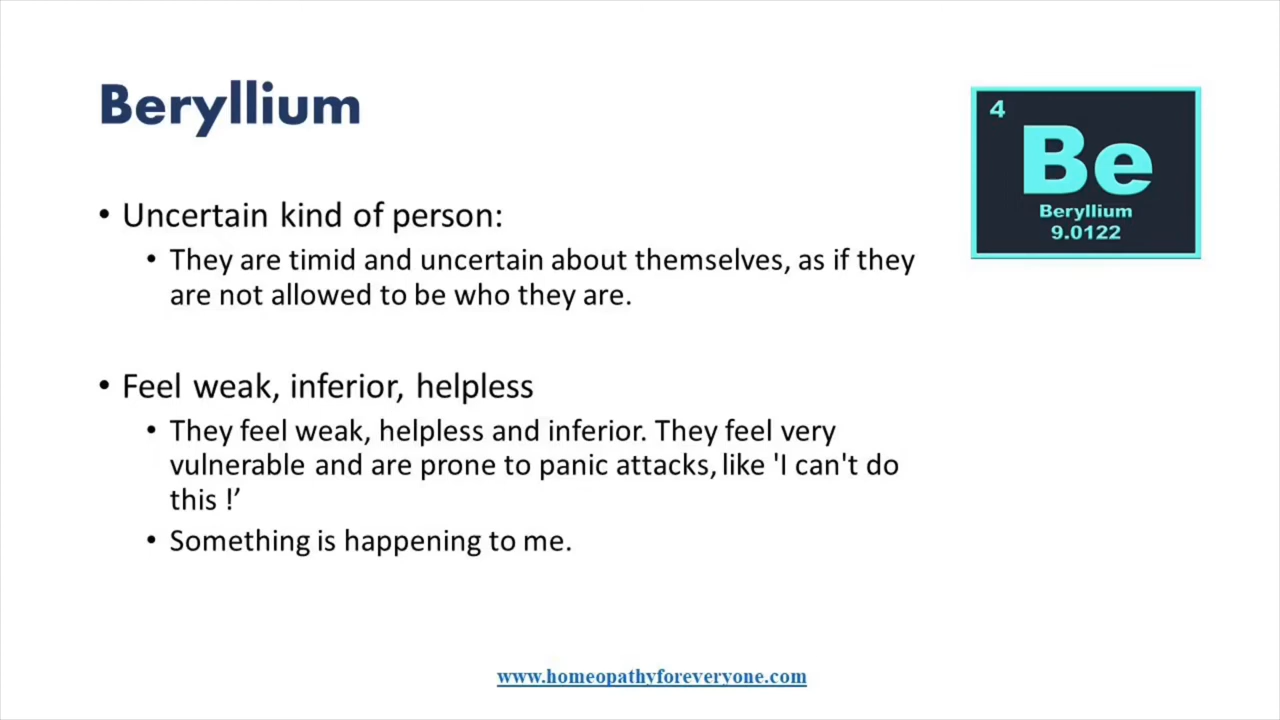 Beryllium
4
Be
Beryllium
9.0122
• Uncertain kind of person:
• They are timid and uncertain about themselves, as if they
are not allowed to be who they are.
• Feel weak, inferior, helpless
• They feel weak, helpless and inferior. They feel very
vulnerable and are prone to panic attacks, like 'I can't do
this !’
• Something is happening to me.
www.homeopathyforeveryone.com